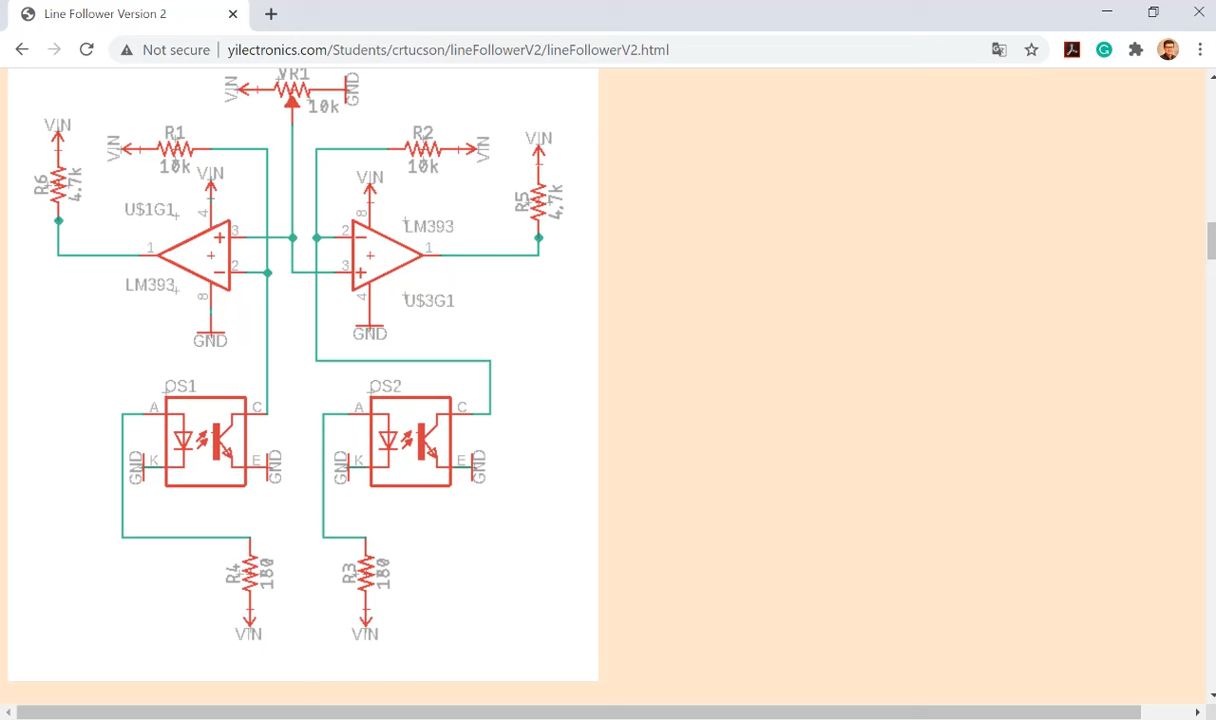 Line Follower Version 2
Not secure
yilectronics.com/Students/crtucson/lineFollowerV2/lineFollowerV2.html
VR1
VIN
GND
10k
VIN
R6
4.7k
VIN
R1
10k
R2
10k
VIN
VIN
R5
4.7k
VIN
U$1G1
4
3
2
1
8
LM393
GND
VIN
8
LM393
2
3
1
4
U$3G1
GND
OS1
A
C
K
E
GND
GND
OS2
A
C
K
E
GND
GND
R4
180
VIN
R3
180
VIN